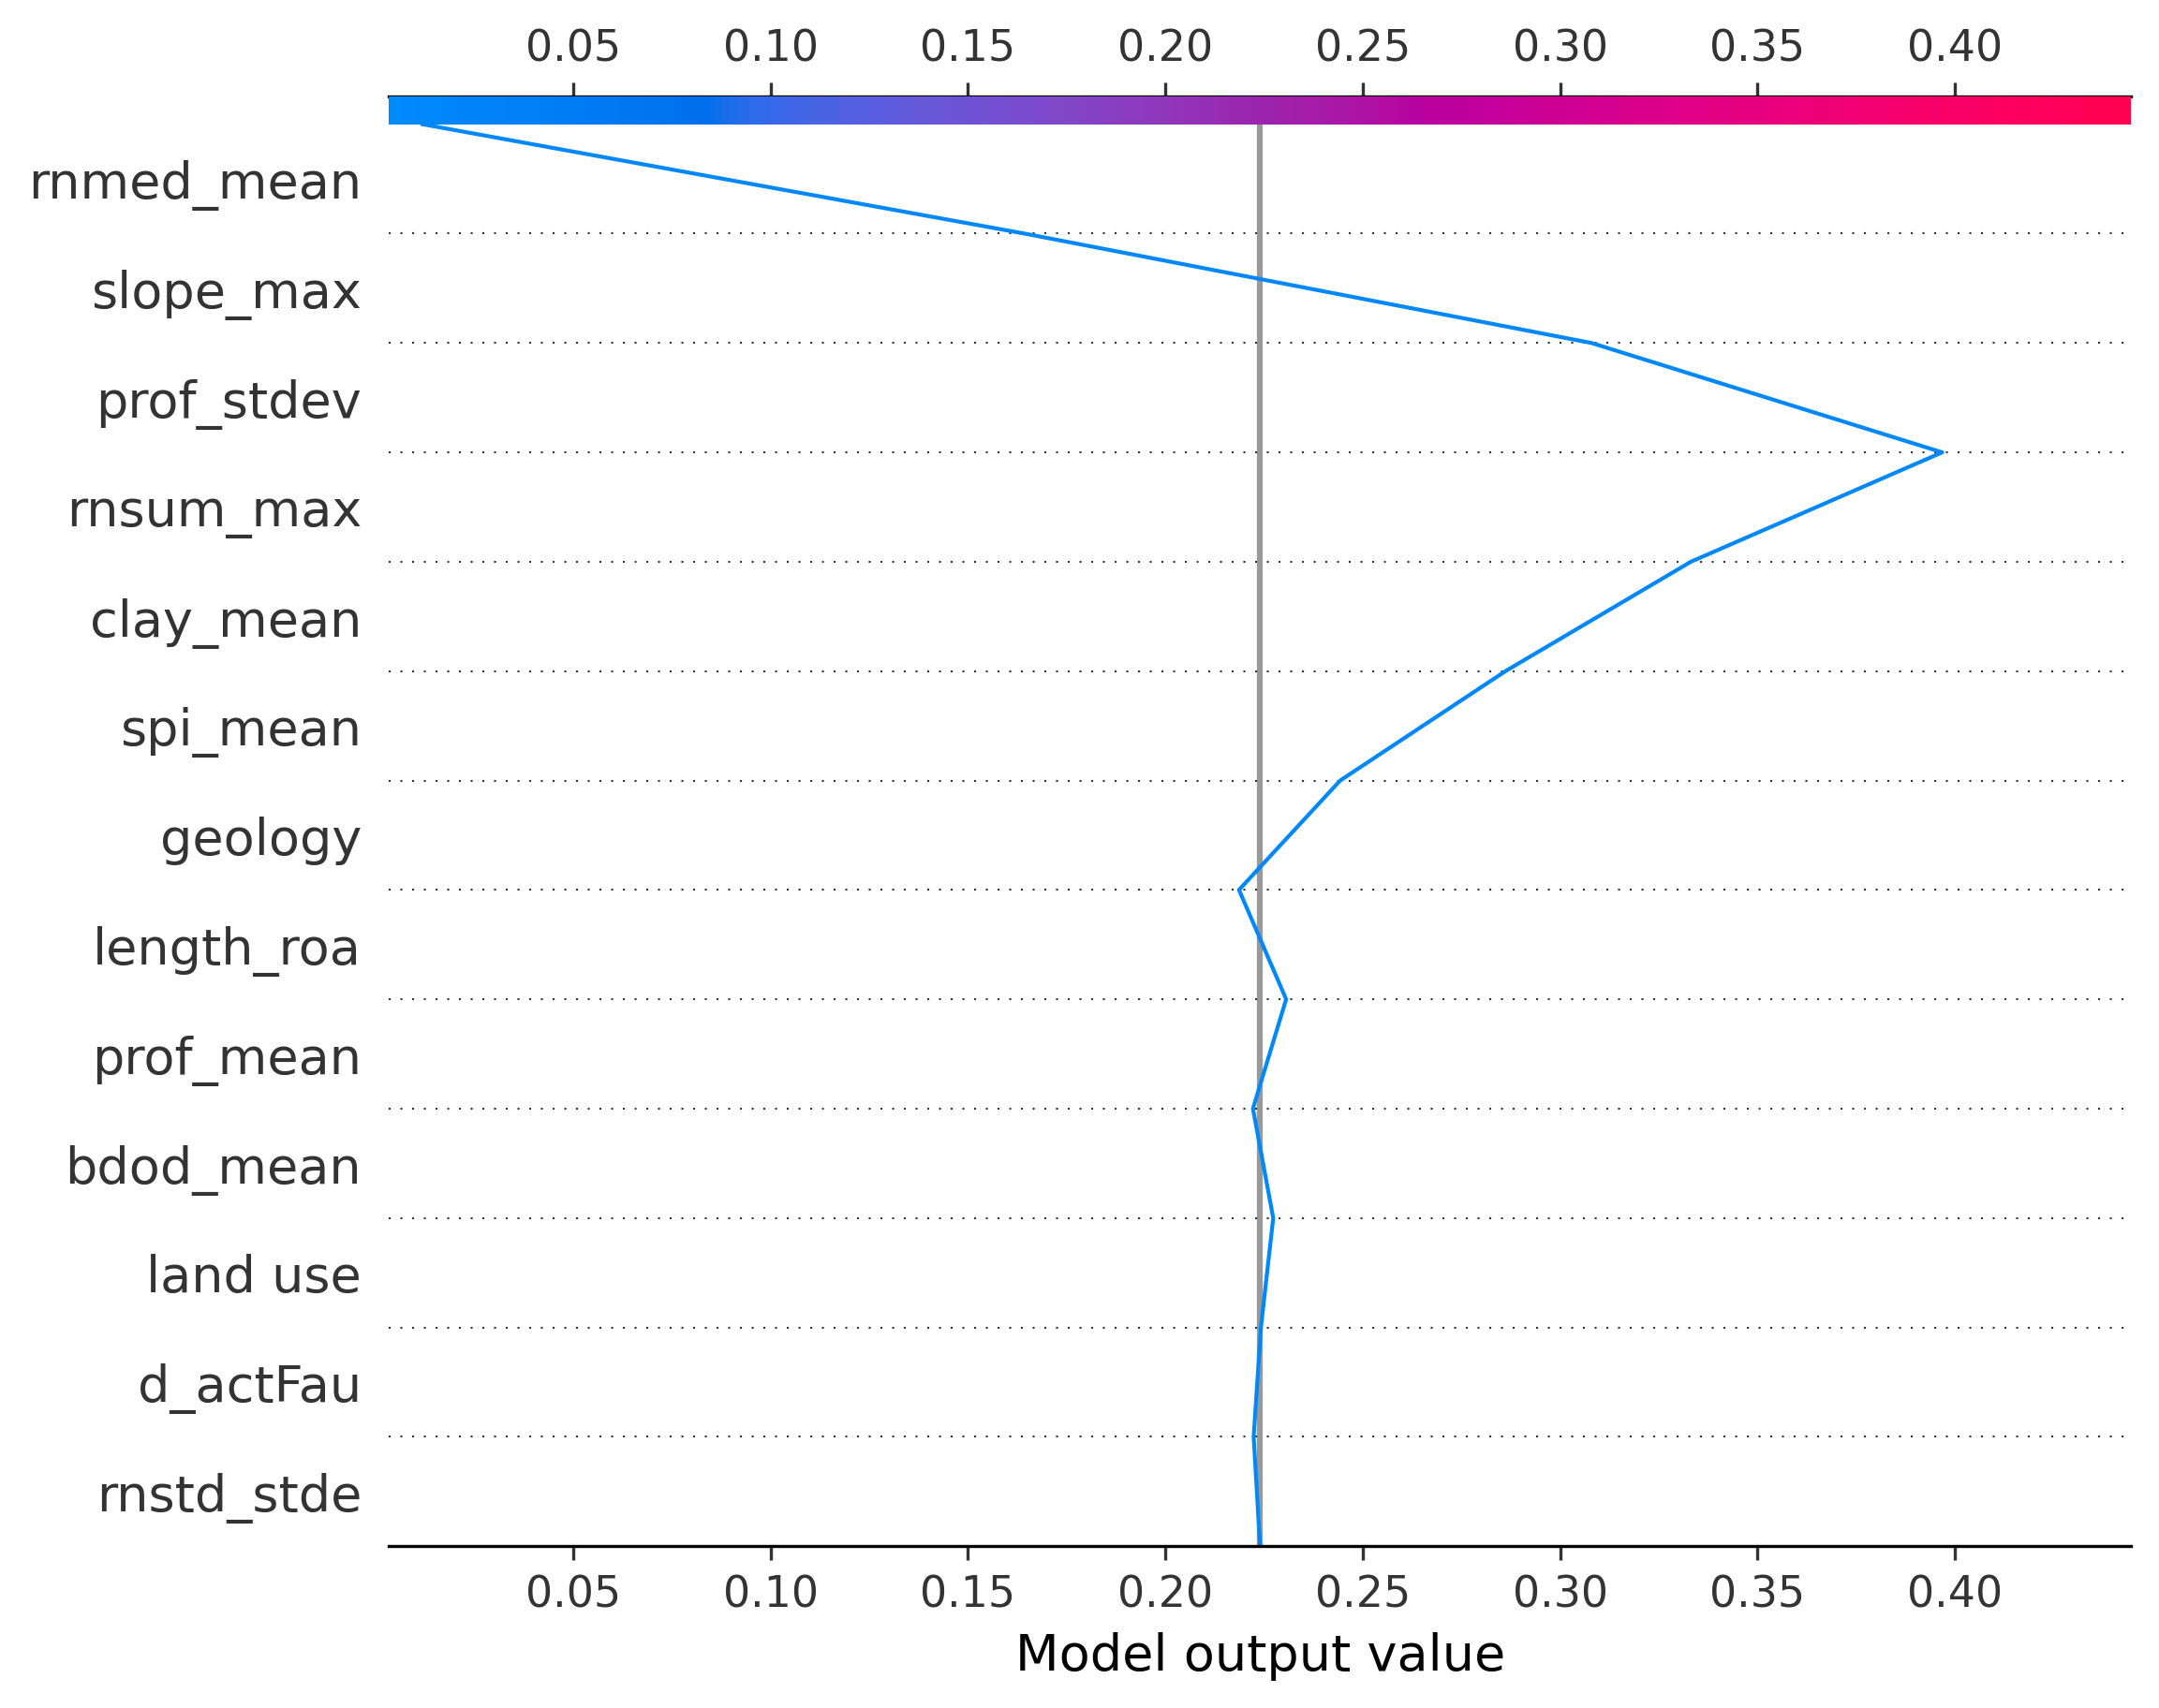 0.05 0.10 0.15 0.20 0.25 0.30 0.35 0.40
rnmed_mean
slope_max
prof_stdev
rnsum_max
clay_mean
spi_mean
geology
length_roa
prof_mean
bdod_mean
land use
d_actFau
rnstd_stde
0.05 0.10 0.15 0.20 0.25 0.30 0.35 0.40
Model output value